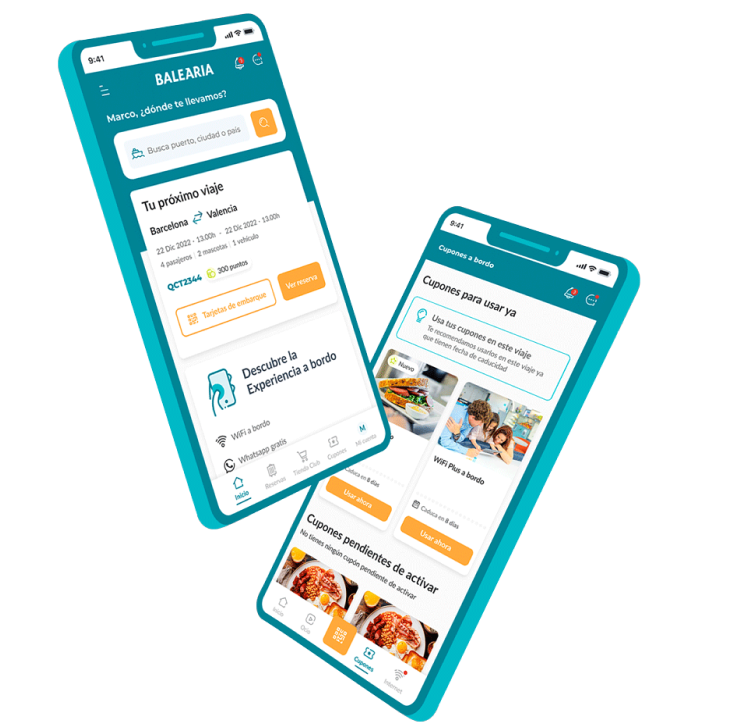 9:41
BALEARIA
Marco, ¿dónde te llevamos?
Busca puerto, ciudad o pais
Tu próximo viaje
Barcelona Valencia
22 Dic 2022 - 13.00h - 22 Dic 2022 - 13.00h
4 pasajeros 2 mascotas 1 vehículo
QCT2344 300 puntos
Tarjetas de embarque
Ver reserva
Descubre la
Experiencia a bordo
WiFi a bordo
Whatsapp gratis
Inicio
Reservas
Tienda Club
Cupones
M
Mi cuenta
9:41
Cupones a bordo
Cupones para usar ya
Usa tus cupones en este viaje
Te recomendamos usarlos en este viaje ya
que tienen fecha de caducidad
Nuevo
WiFi Plus a bordo
Caduca en 6 días
Usar ahora
Caduca en 8 días
Usar ahora
Cupones pendientes de activar
No tienes ningún cupón pendiente de activar
Inicio
Ocio
Cupones
Internet